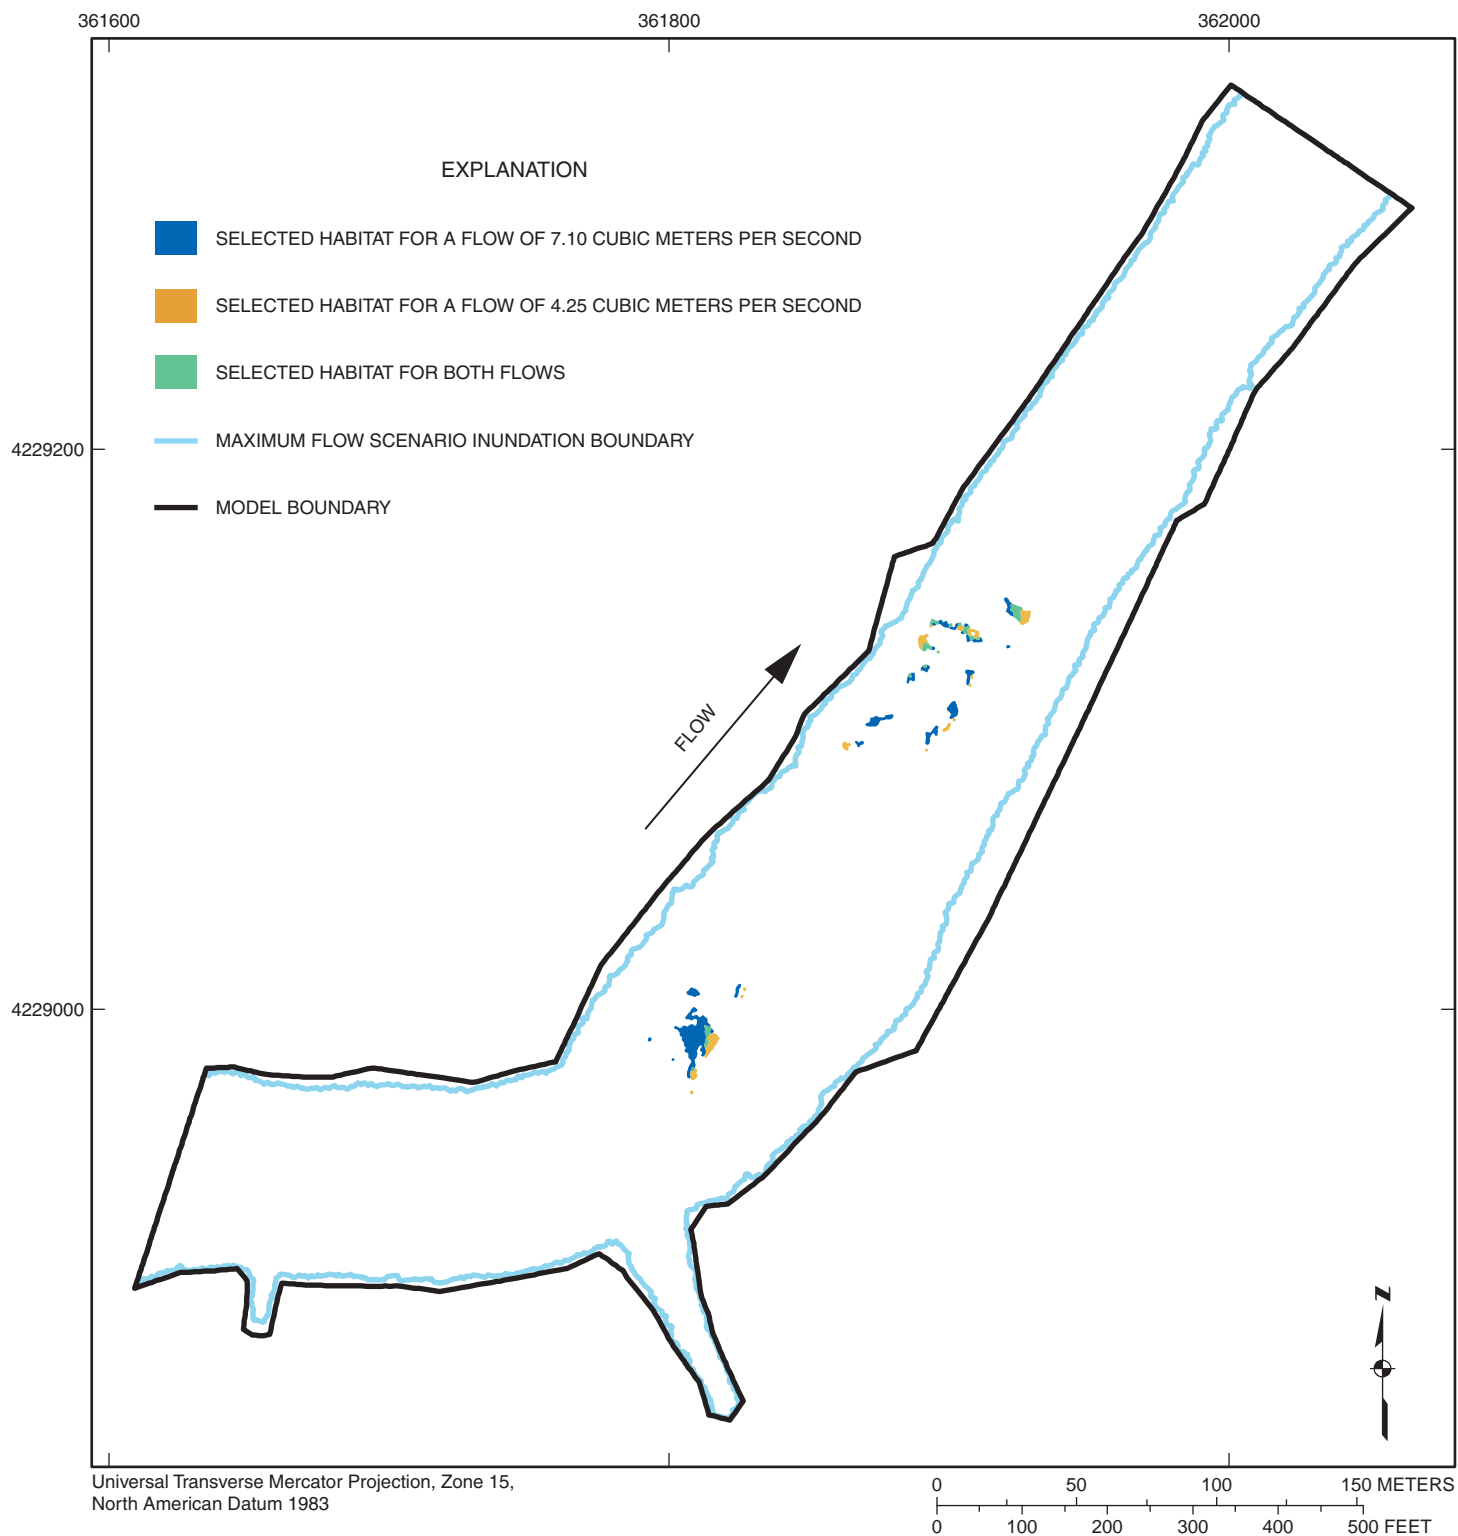 361600 361800 362000
EXPLANATION
SELECTED HABITAT FOR A FLOW OF 7.10 CUBIC METERS PER SECOND
SELECTED HABITAT FOR A FLOW OF 4.25 CUBIC METERS PER SECOND
SELECTED HABITAT FOR BOTH FLOWS
MAXIMUM FLOW SCENARIO INUNDATION BOUNDARY
4229200
MODEL BOUNDARY
FLOW
4229000
N
Universal Transverse Mercator Projection, Zone 15,
North American Datum 1983
0 50 100 150 METERS
0 100 200 300 400 500 FEET